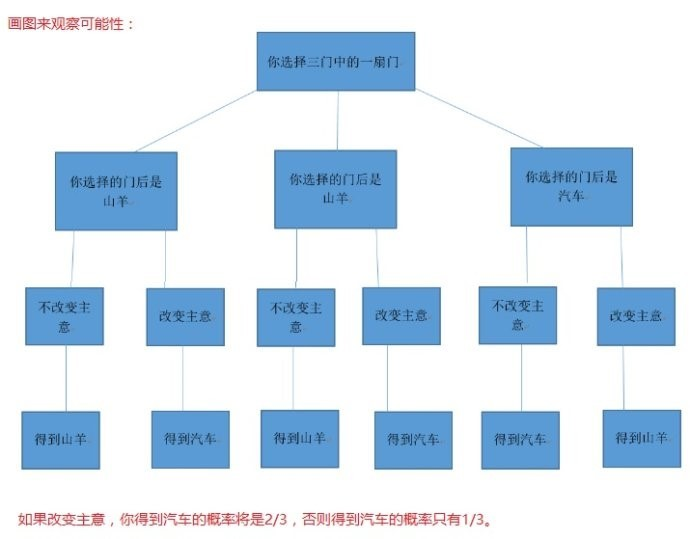 画图来观察可能性：
你选择三门中的一扇门
你选择的门后是
山羊
你选择的门后是
山羊
你选择的门后是
汽车
不改变主
意
改变主意
不改变主
意
改变主意
不改变主
意
改变主意
得到山羊
得到汽车
得到山羊
得到汽车
得到汽车
得到山羊
如果改变主意，你得到汽车的概率将是2/3，否则得到汽车的概率只有1/3。